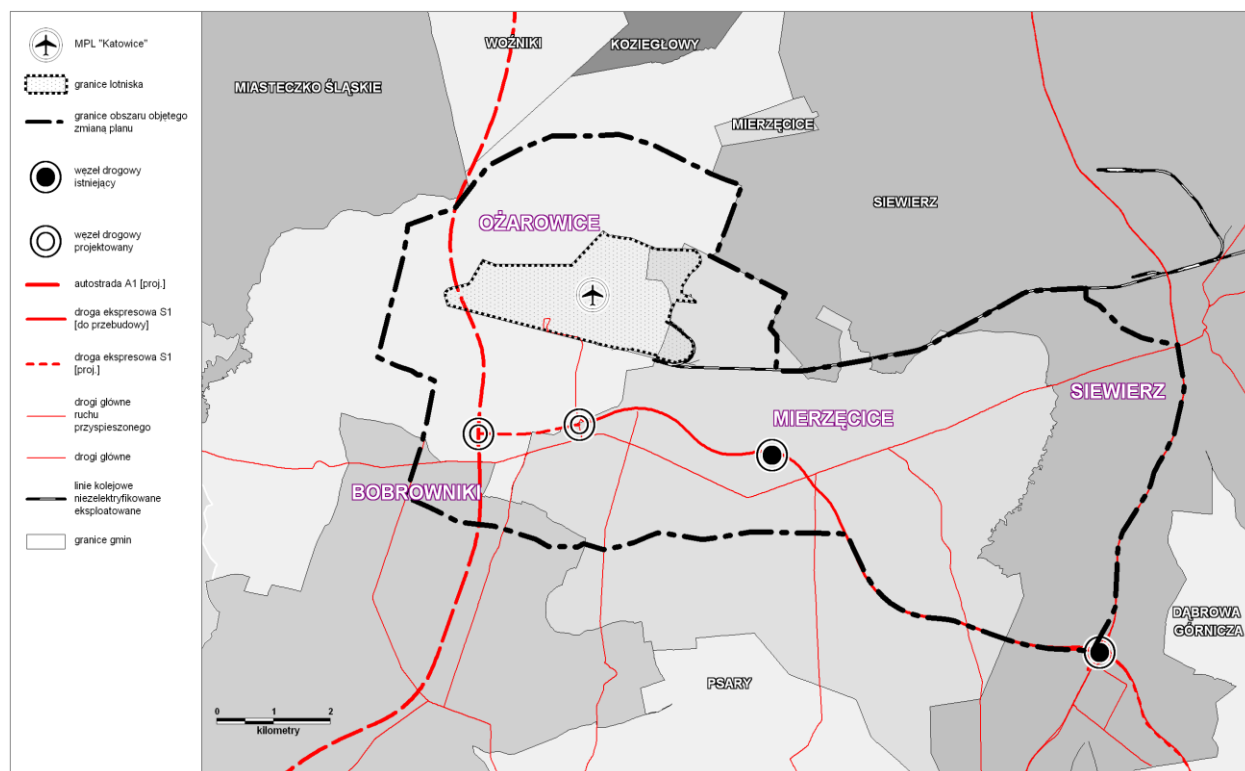 MPL "Katowice"
granice lotniska
granice obszaru objętego
zmianą planu
węzeł drogowy
istniejący
węzeł drogowy
projektowany
autostrada A1 [proj.]
droga ekspresowa S1
[do przebudowy]
droga ekspresowa S1
[proj.]
drogi główne
ruchu
przyspieszonego
drogi główne
linie kolejowe
niezelektryfikowane
eksploatowane
granice gmin
WOŹNIKI
KOZIEGŁOWY
MIASTECZKO ŚLĄSKIE
MIERZĘCICE
SIEWIERZ
OŻAROWICE
SIEWIERZ
MIERZĘCICE
BOBROWNIKI
DĄBROWA
GÓRNICZA
PSARY
0 1 2
kilometry